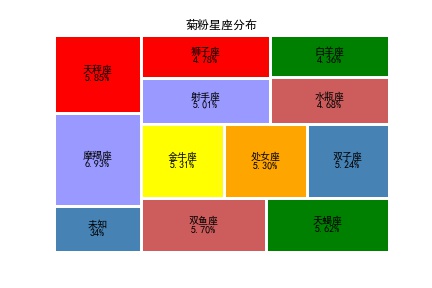 菊粉星座分布
天秤座
5.85%
狮子座
4.78%
白羊座
4.36%
射手座
5.01%
水瓶座
4.68%
摩羯座
6.93%
金牛座
5.31%
处女座
5.30%
双子座
5.24%
未知
34%
双鱼座
5.70%
天蝎座
5.62%